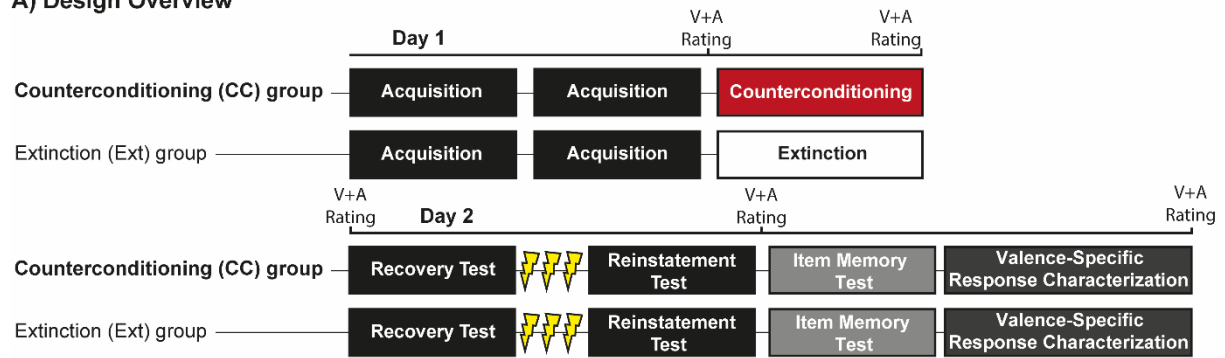 A) Design Overview
V+A
Rating
V+A
Rating
Day 1
Counterconditioning (CC) group
Acquisition
Acquisition
Counterconditioning
Extinction (Ext) group
Acquisition
Acquisition
Extinction
V+A
Rating
Day 2
V+A
Rating
V+A
Rating
Counterconditioning (CC) group
Recovery Test
Reinstatement
Test
Item Memory
Test
Valence-Specific
Response Characterization
Extinction (Ext) group
Recovery Test
Reinstatement
Test
Item Memory
Test
Valence-Specific
Response Characterization